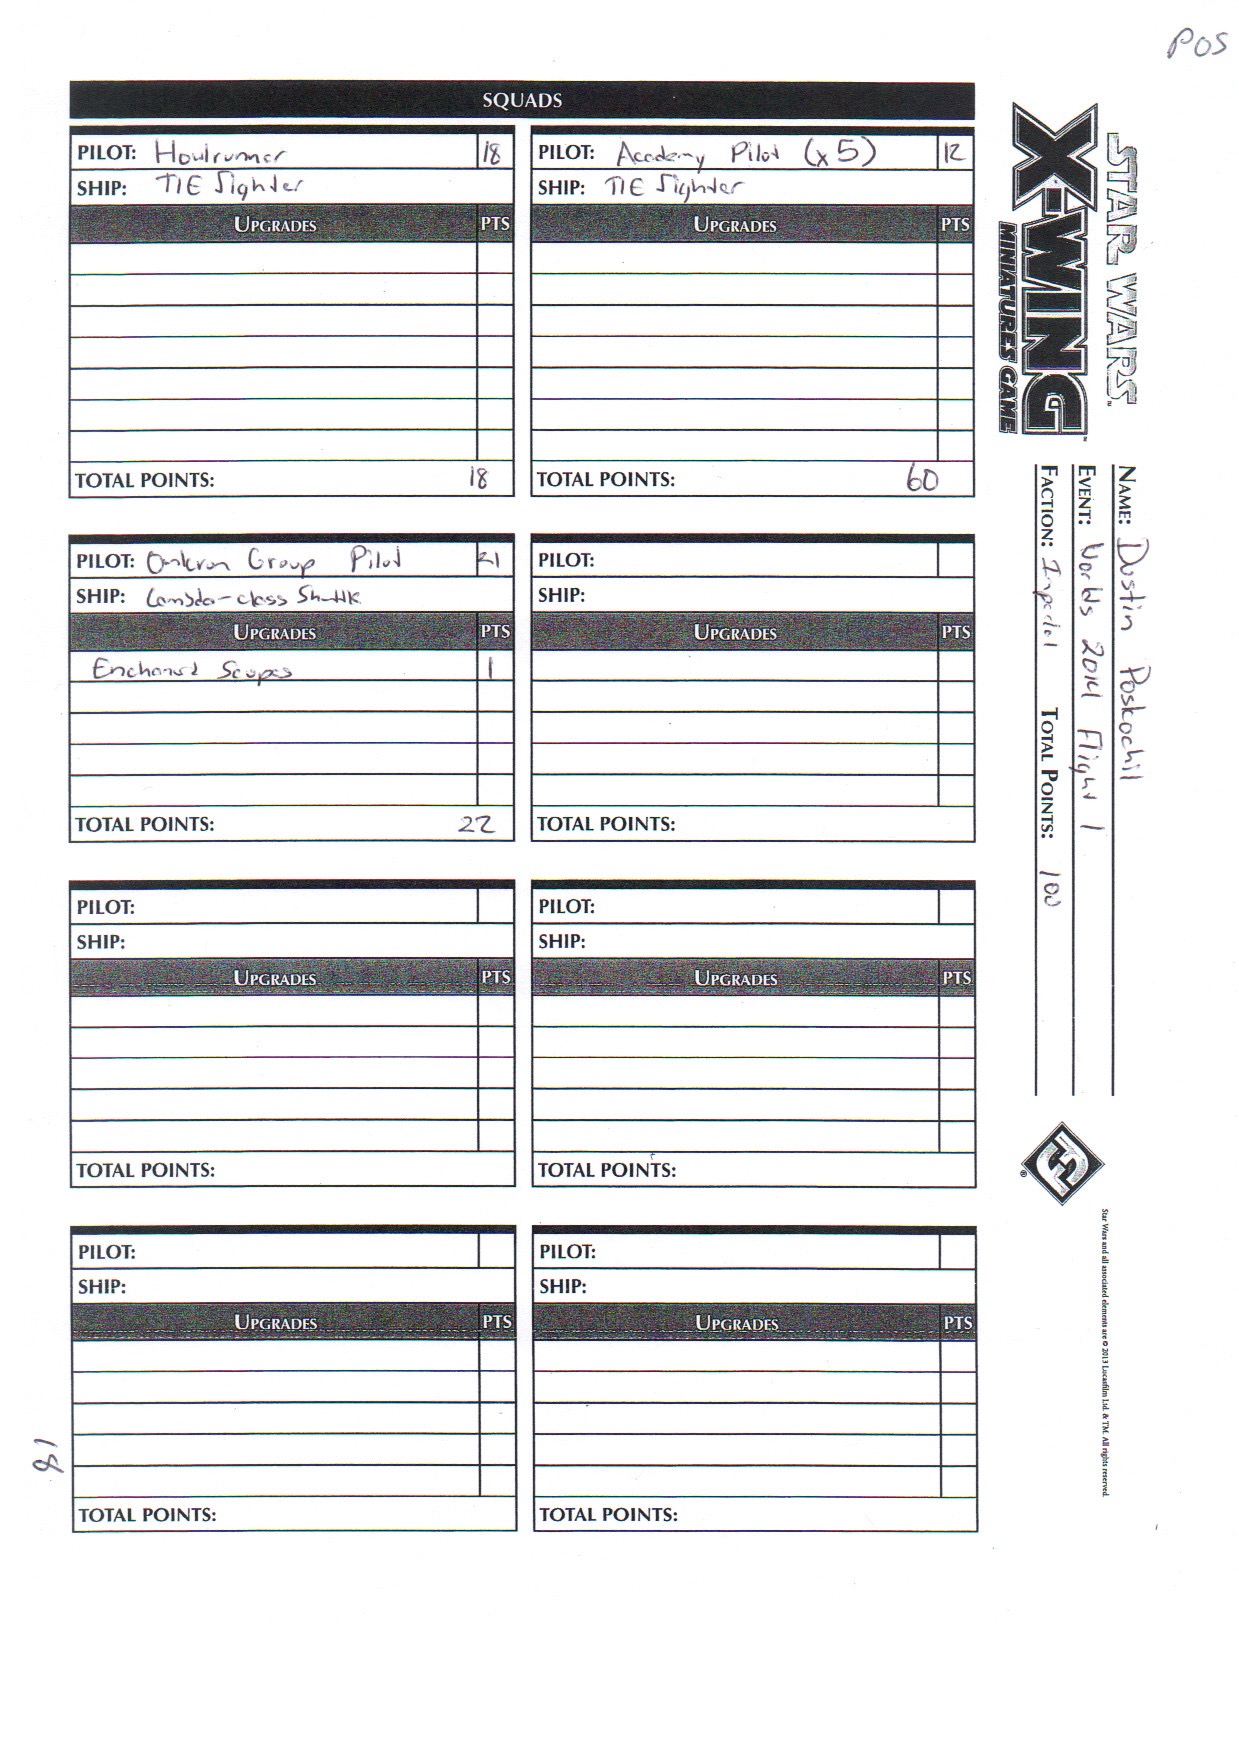 POS
SQUADS
PILOT: Howlrunner 18
SHIP: TIE Fighter
UPGRADES PTS
TOTAL POINTS: 18
PILOT: Academy Pilot (x5) 12
SHIP: TIE Fighter
UPGRADES PTS
TOTAL POINTS: 60
PILOT: Omicron Group Pilot 21
SHIP: Lambda-class Shuttle
UPGRADES PTS
Enchanced Scopes 1
TOTAL POINTS: 22
PILOT:
SHIP:
UPGRADES PTS
TOTAL POINTS:
PILOT:
SHIP:
UPGRADES PTS
TOTAL POINTS:
PILOT:
SHIP:
UPGRADES PTS
TOTAL POINTS:
PILOT:
SHIP:
UPGRADES PTS
TOTAL POINTS:
PILOT:
SHIP:
UPGRADES PTS
TOTAL POINTS:
STAR WARS™
X-WING™
MINIATURES GAME
NAME: Dustin Poskochil
EVENT: Worlds 2014 Flight 1
FACTION: Imperial TOTAL POINTS: 100
®
Star Wars and all associated elements are © 2013 Lucasfilm Ltd. & TM. All rights reserved.
18